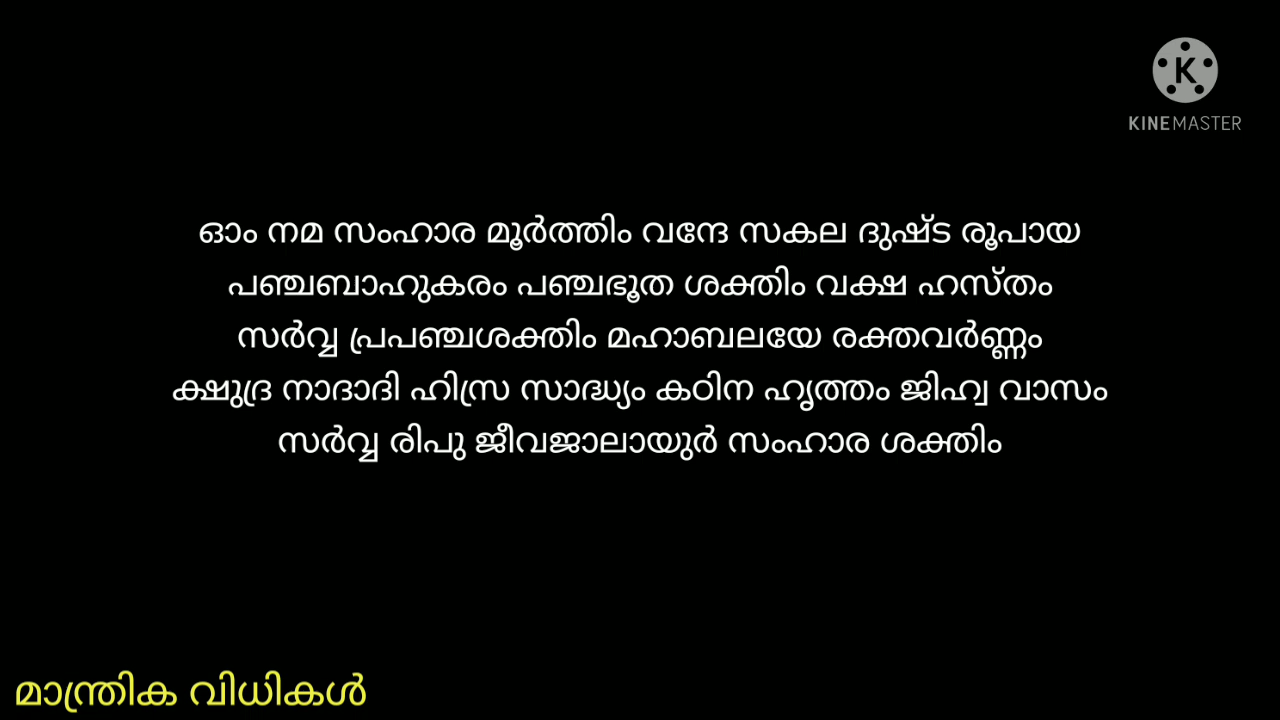 K
KINEMASTER
ഓം നമ സംഹാര മൂർത്തിം വന്ദേ സകല ദുഷ്ട രൂപായ
പഞ്ചബാഹുകരം പഞ്ചഭൂത ശക്തിം വക്ഷ ഹസ്തം
സർവ്വ പ്രപഞ്ചശക്തിം മഹാബലയേ രക്തവർണ്ണം
ക്ഷുദ്ര നാദാദി ഹിസ്ര സാദ്ധ്യം കഠിന ഹൃത്തം ജിഹ്വ വാസം
സർവ്വ രിപു ജീവജാലായുർ സംഹാര ശക്തിം
മാന്ത്രിക വിധികൾ